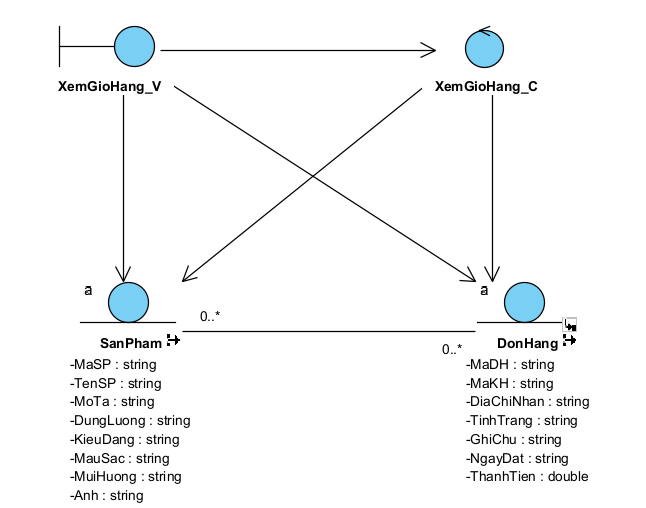 XemGioHang_V
XemGioHang_C
a
a
0..*
0..*
SanPham
-MaSP : string
-TenSP : string
-MoTa : string
-DungLuong : string
-KieuDang : string
-MauSac : string
-MuiHuong : string
-Anh : string
DonHang
-MaDH : string
-MaKH : string
-DiaChiNhan : string
-TinhTrang : string
-GhiChu : string
-NgayDat : string
-ThanhTien : double